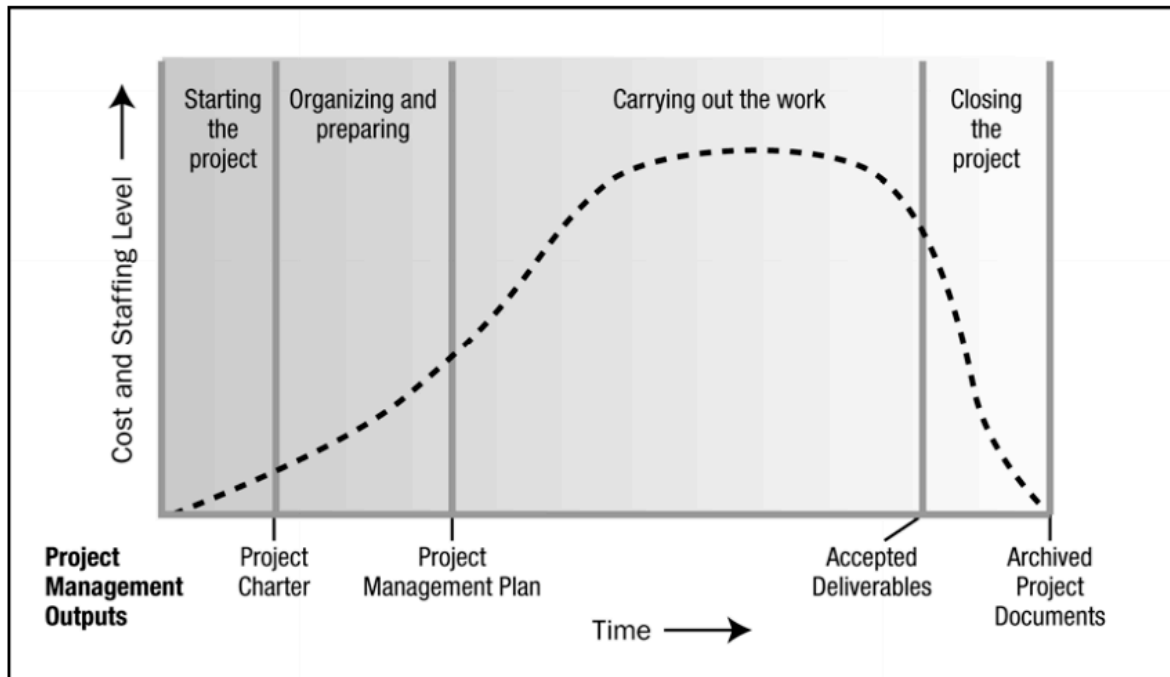 Cost and Staffing Level
Starting
the
project
Organizing and
preparing
Carrying out the work
Closing
the
project
Project
Management
Outputs
Project
Charter
Project
Management Plan
Accepted
Deliverables
Archived
Project
Documents
Time